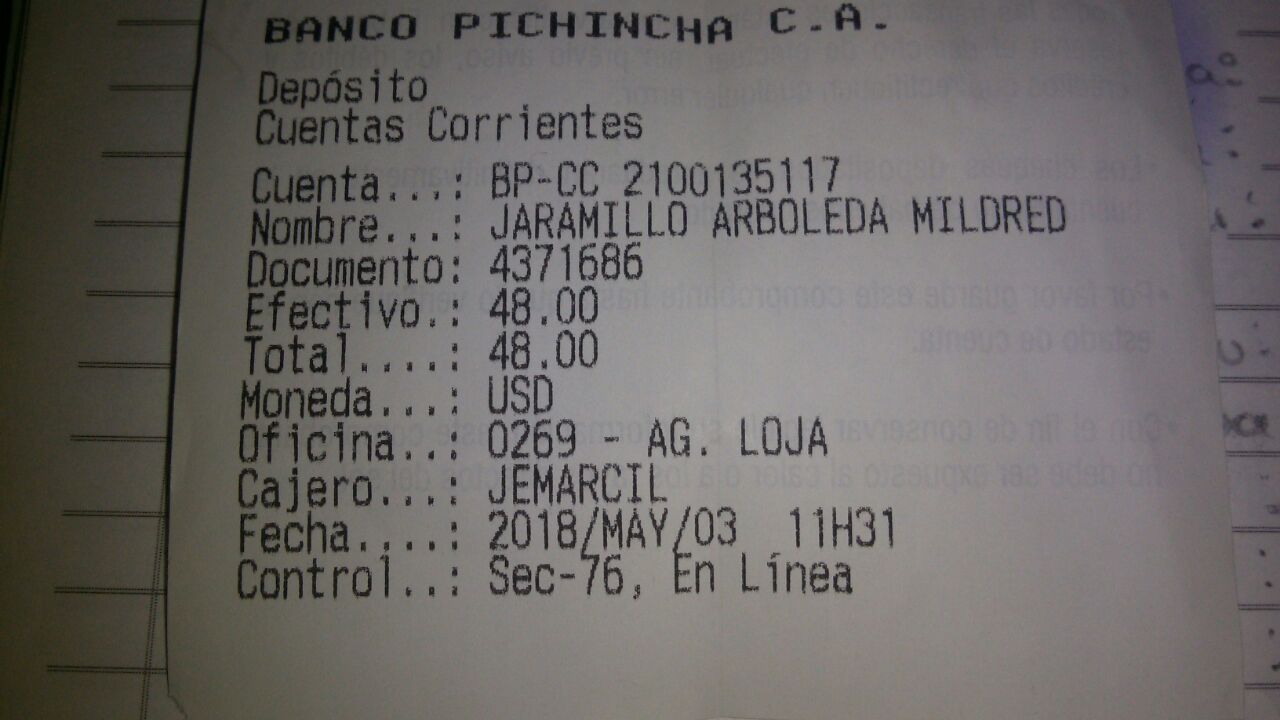 BANCO PICHINCHA C.A.
Depósito
Cuentas Corrientes
Cuenta...: BP-CC 2100135117
Nombre...: JARAMILLO ARBOLEDA MILDRED
Documento: 4371686
Efectivo.: 48.00
Total....: 48.00
Moneda...: USD
Oficina..: 0269 - AG. LOJA
Cajero...: JEMARCIL
Fecha....: 2018/MAY/03 11H31
Control..: Sec-76, En Línea